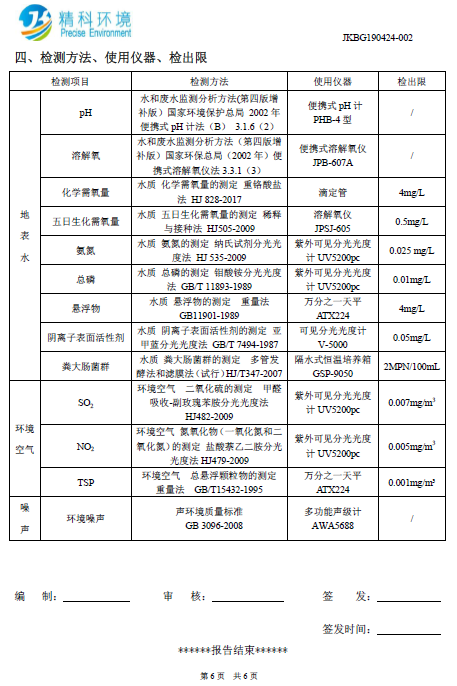 精科环境
Precise Environment
JKBG190424-002
四、检测方法、使用仪器、检出限
检测项目 检测方法 使用仪器 检出限
地表水
pH
水和废水监测分析方法(第四版增
补版）国家环境保护总局 2002年
便携式 pH 计法（B） 3.1.6（2）
便携式 pH 计
PHB-4 型
/
溶解氧
水和废水监测分析方法（第四版增
补版）国家环保总局（2002 年）便
携式溶解氧仪法 3.3.1（3）
便携式溶解氧仪
JPB-607A
/
化学需氧量
水质 化学需氧量的测定 重铬酸盐
法 HJ 828-2017
滴定管
4mg/L
五日生化需氧量
水质 五日生化需氧量的测定 稀释
与接种法 HJ505-2009
溶解氧仪
JPSJ-605
0.5mg/L
氨氮
水质 氨氮的测定 纳氏试剂分光光
度法 HJ 535-2009
紫外可见分光光度
计 UV5200pc
0.025 mg/L
总磷
水质 总磷的测定 钼酸铵分光光度
法 GB/T 11893-1989
紫外可见分光光度
计 UV5200pc
0.01mg/L
悬浮物
水质 悬浮物的测定 重量法
GB11901-1989
万分之一天平
ATX224
4mg/L
阴离子表面活性剂
水质 阴离子表面活性剂的测定 亚
甲蓝分光光度法 GB/T 7494-1987
可见分光光度计
V-5000
0.05mg/L
粪大肠菌群
水质 粪大肠菌群的测定 多管发
酵法和滤膜法（试行）HJ/T347-2007
隔水式恒温培养箱
GSP-9050
2MPN/100mL
环境
空气
SO₂
环境空气 二氧化硫的测定 甲醛
吸收-副玫瑰苯胺分光光度法
HJ482-2009
紫外可见分光光度
计 UV5200pc
0.007mg/m³
NO₂
环境空气 氮氧化物（一氧化氮和二
氧化氮）的测定 盐酸萘乙二胺分光
光度法 HJ479-2009
紫外可见分光光度
计 UV5200pc
0.005mg/m³
TSP
环境空气 总悬浮颗粒物的测定
重量法 GB/T15432-1995
万分之一天平
ATX224
0.001mg/m³
噪声
环境噪声
声环境质量标准
GB 3096-2008
多功能声级计
AWA5688
/
编 制： 审 核： 签 发：
签发时间：
******报告结束******
第 6 页 共 6 页